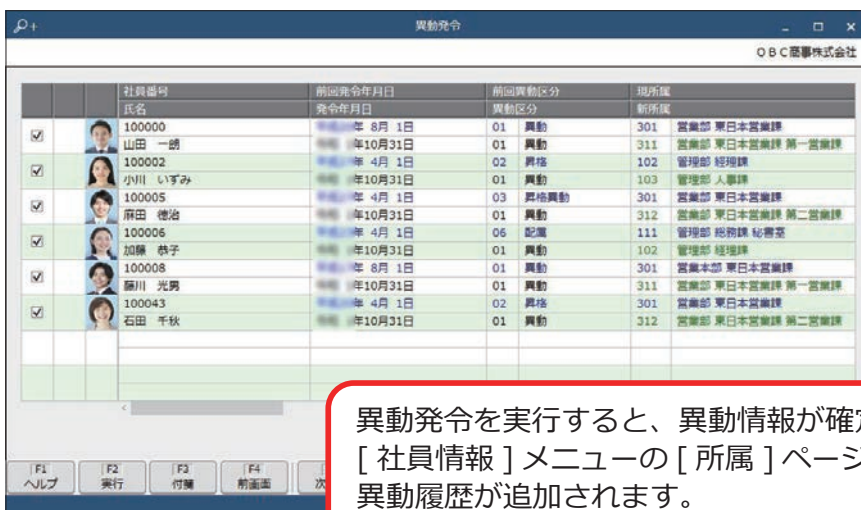 異動発令
OBC商事株式会社
社員番号 前回発令年月日 前回異動区分 現所属
氏名 発令年月日 異動区分 新所属
100000 年 8月 1日 01 異動 301 営業部 東日本営業課
山田 一朗 年10月31日 01 異動 311 営業部 東日本営業課 第一営業課
100002 年 4月 1日 02 昇格 102 管理部 経理課
小川 いずみ 年10月31日 01 異動 103 管理部 人事課
100005 年 4月 1日 03 昇格異動 301 営業部 東日本営業課
麻田 徳治 年10月31日 01 異動 312 営業部 東日本営業課 第二営業課
100006 年 4月 1日 06 配属 111 管理部 総務課 秘書室
加藤 恭子 年10月31日 01 異動 102 管理部 経理課
100008 年 8月 1日 01 異動 301 営業本部 東日本営業課
藤川 光男 年10月31日 01 異動 311 営業部 東日本営業課 第一営業課
100043 年 4月 1日 02 昇格 301 営業部 東日本営業課
石田 千秋 年10月31日 01 異動 312 営業部 東日本営業課 第二営業課
異動発令を実行すると、異動情報が確
[ 社員情報 ] メニューの [ 所属 ] ページ
異動履歴が追加されます。
F1 F2 F3 F4
ヘルプ 実行 付箋 前画面 次